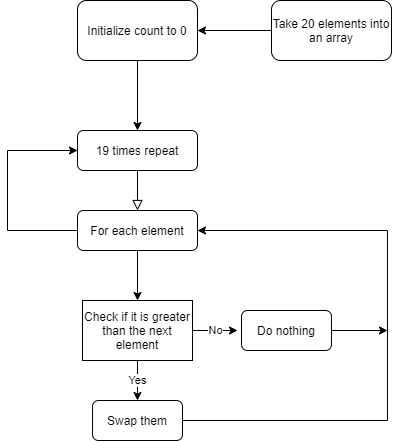 Initialize count to 0
Take 20 elements into
an array
19 times repeat
For each element
Check if it is greater
than the next
element
No
Do nothing
Yes
Swap them